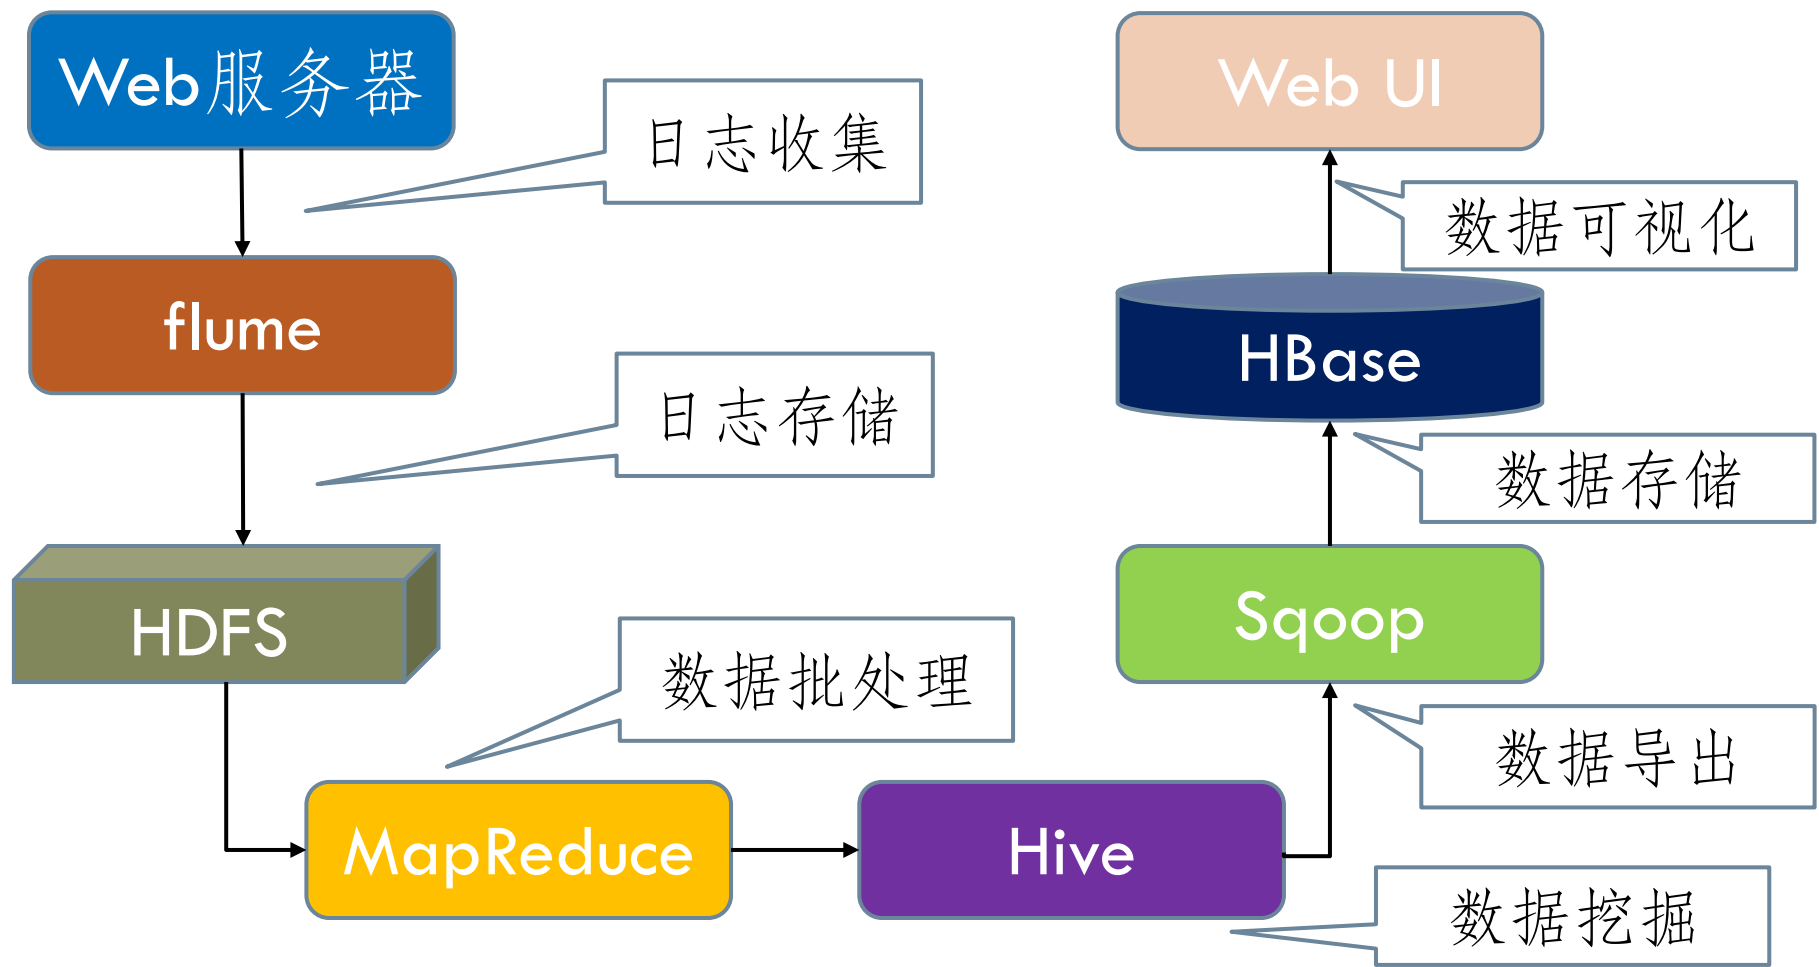 Web服务器
日志收集
flume
日志存储
HDFS
数据批处理
MapReduce
Hive
数据挖掘
数据导出
Sqoop
数据存储
HBase
数据可视化
Web UI